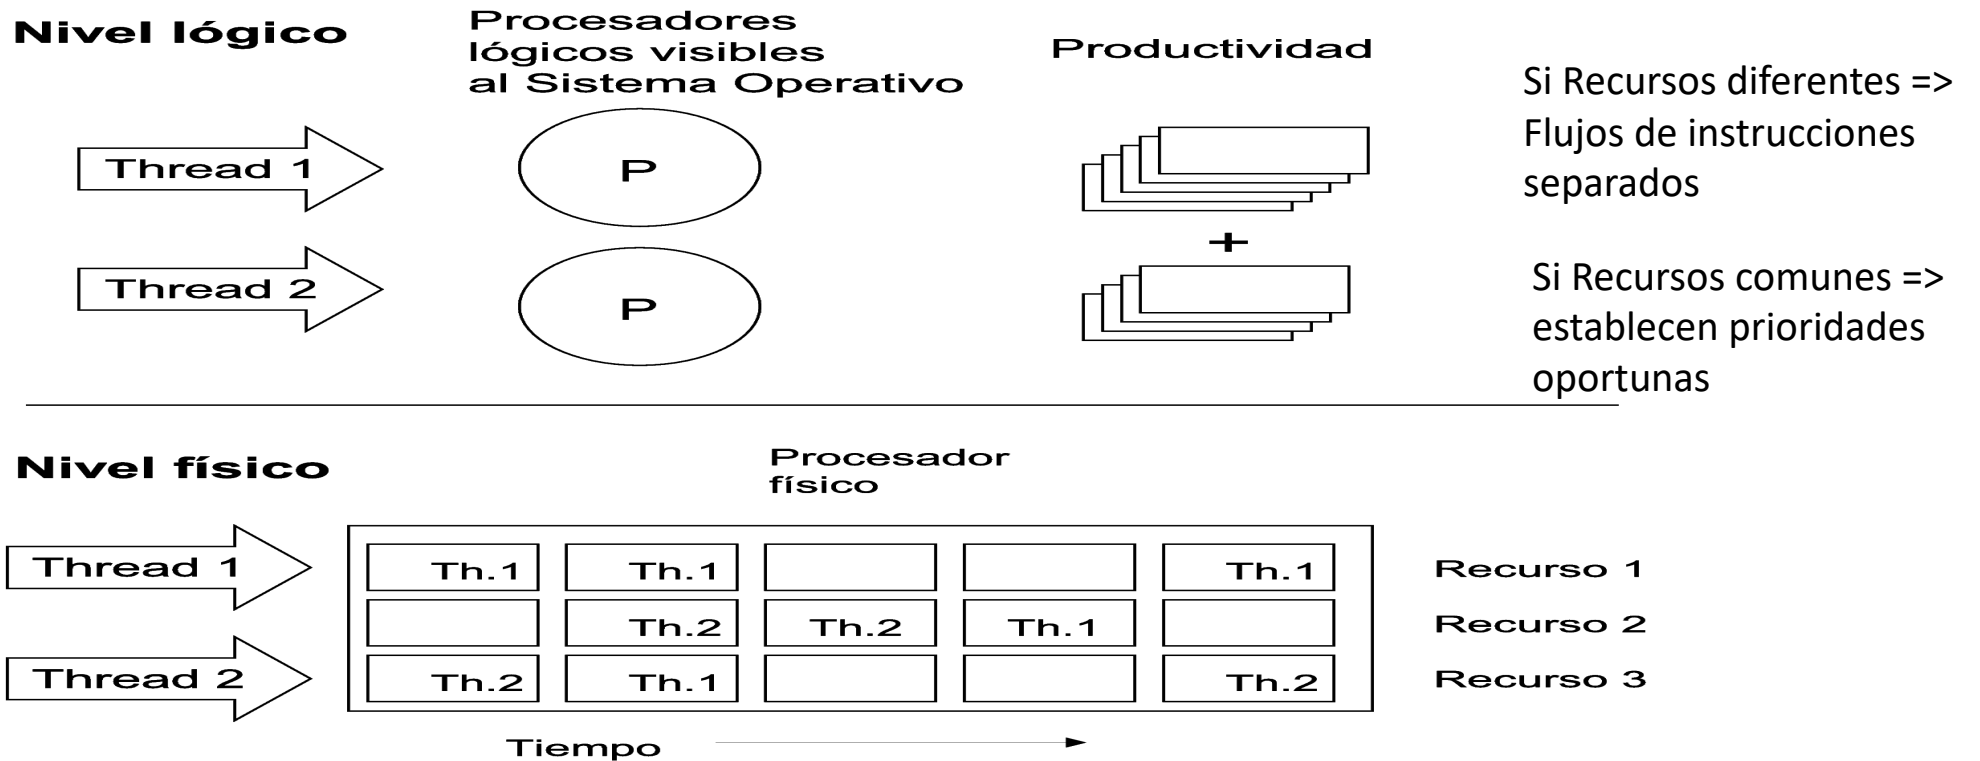 Nivel lógico
Procesadores
lógicos visibles
al Sistema Operativo
Productividad
Si Recursos diferentes =>
Flujos de instrucciones
separados
Thread 1
P
+
Thread 2
P
Si Recursos comunes =>
establecen prioridades
oportunas
Nivel físico
Procesador
físico
Thread 1
Th.1 Th.1 Th.1
Recurso 1
Th.2 Th.2 Th.1
Recurso 2
Thread 2
Th.2 Th.1 Th.2
Recurso 3
Tiempo